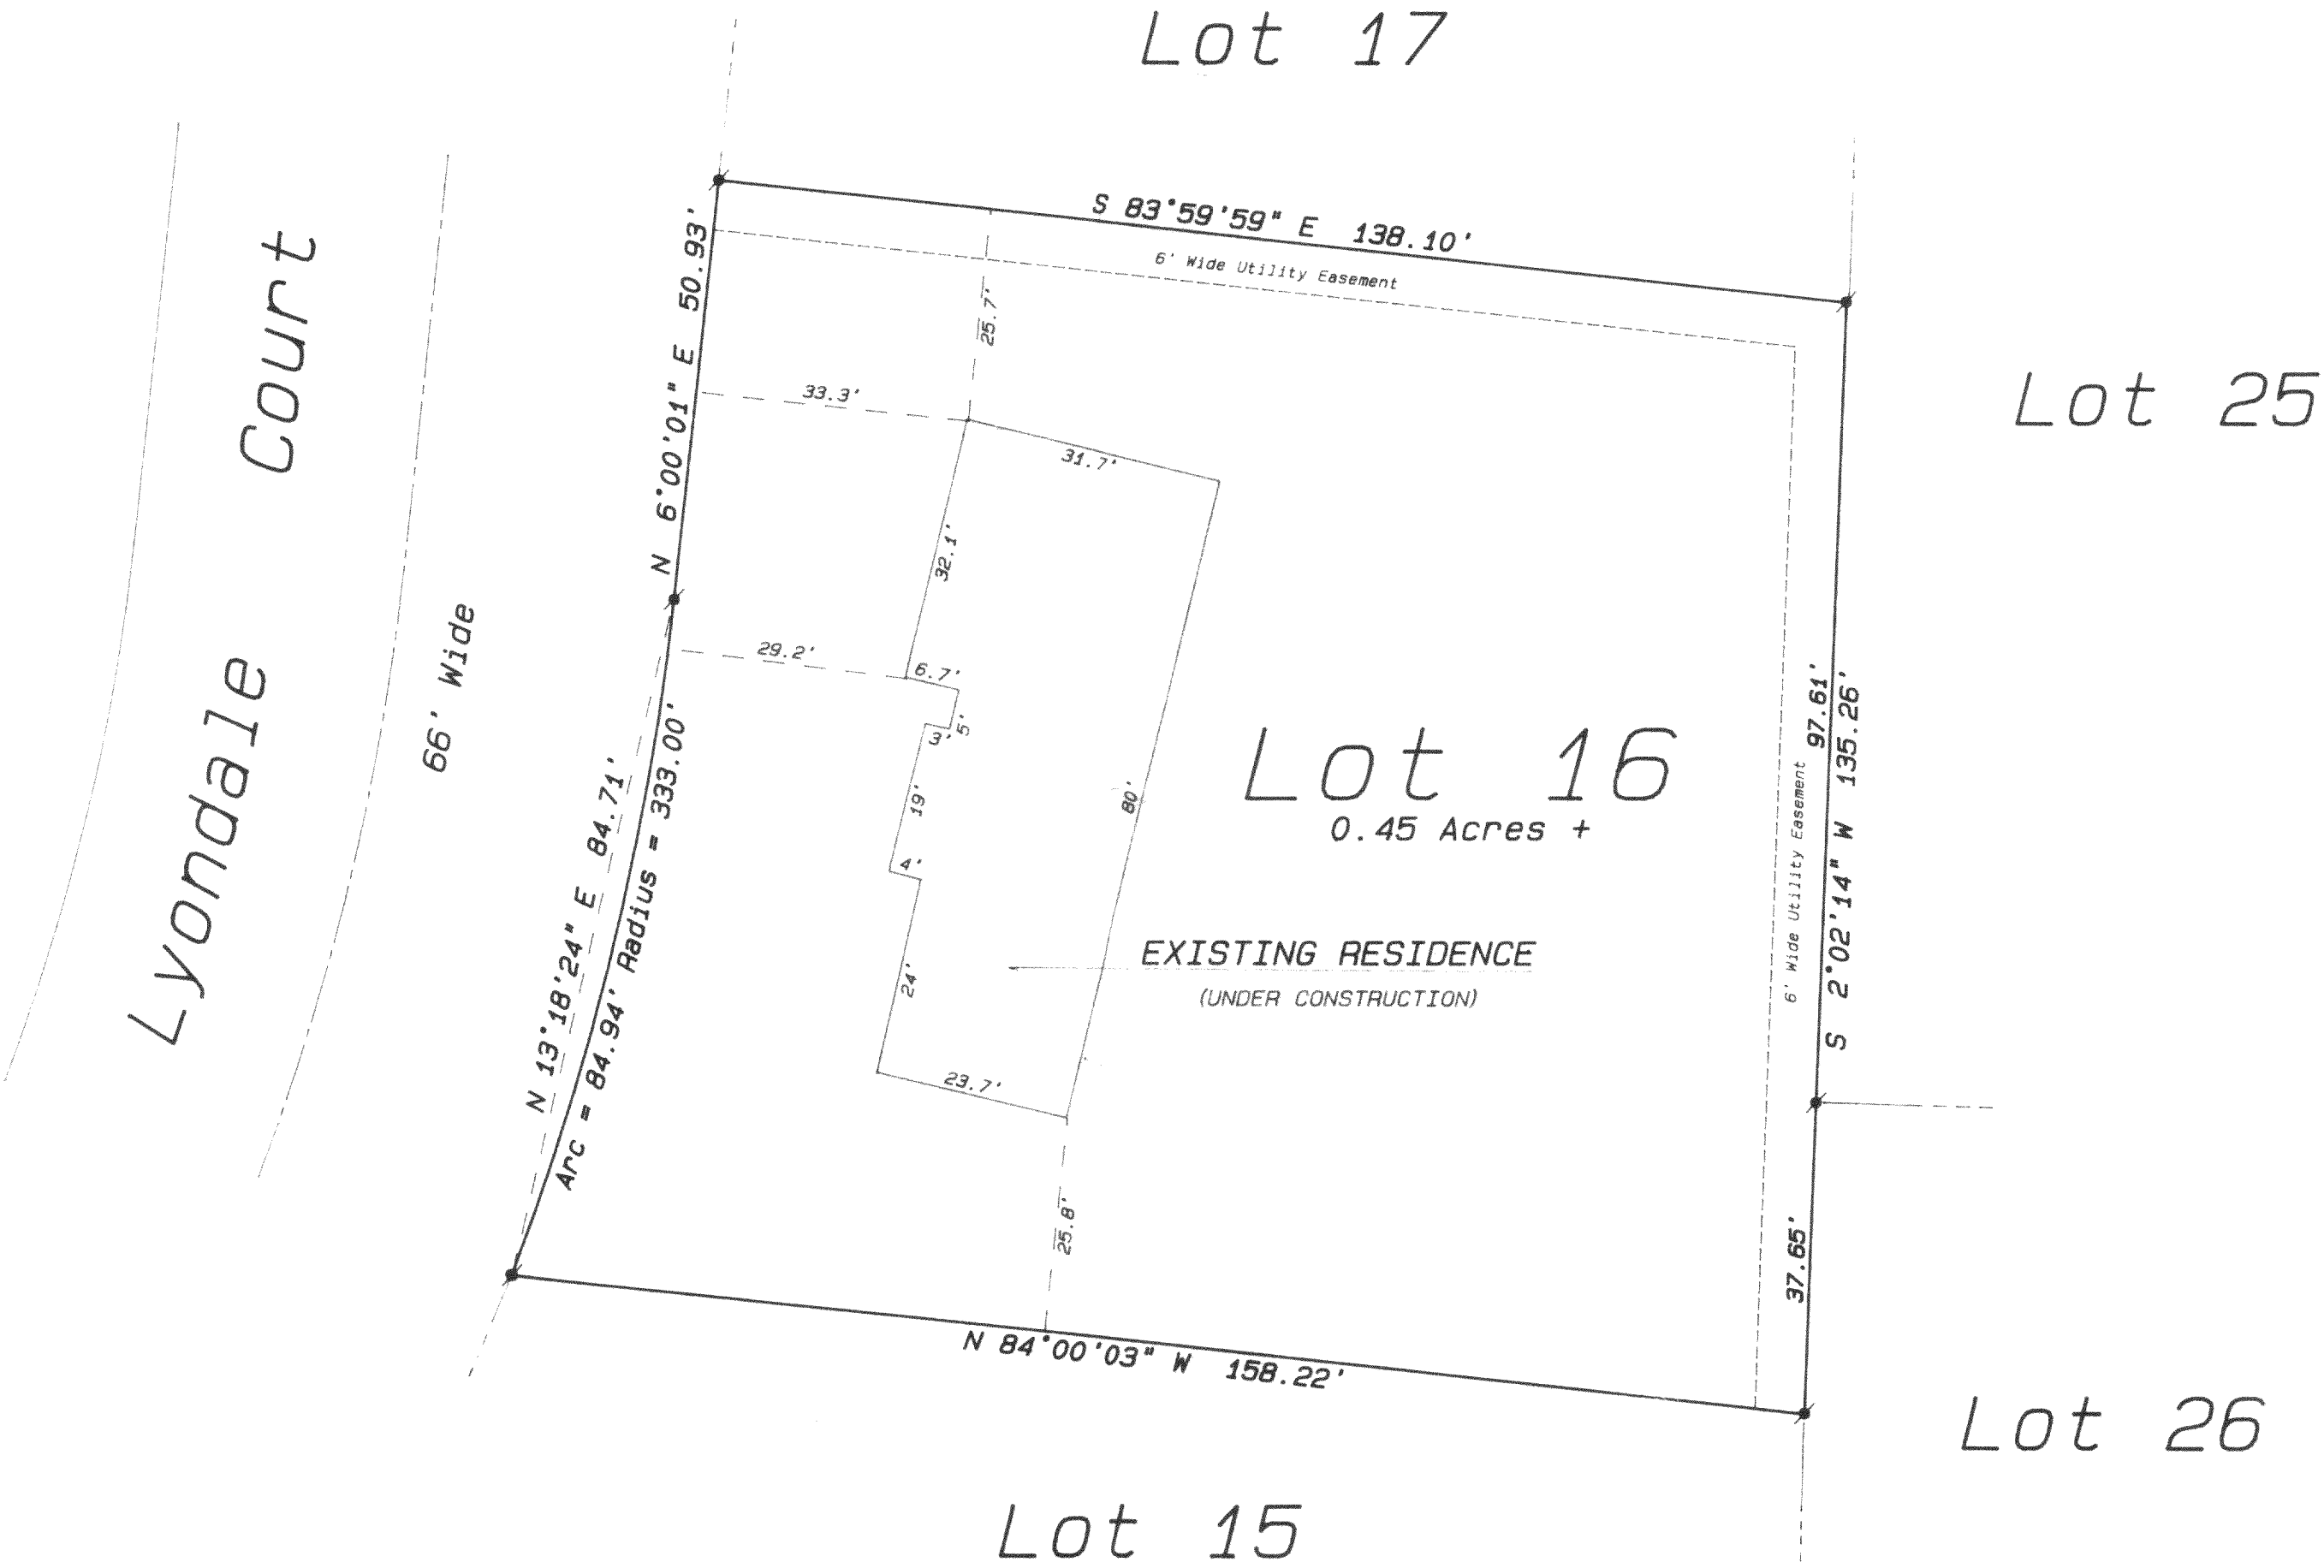 Lot 17
S 83°59'59" E 138.10'
6' Wide Utility Easement
Lyondale Court
66' Wide
N 6°00'01" E 50.93'
25.7'
33.3'
31.7'
32.1'
Lot 25
29.2'
6.7'
5'
3'
19'
4'
80'
24'
23.7'
25.8'
Lot 16
0.45 Acres +
EXISTING RESIDENCE
(UNDER CONSTRUCTION)
N 13°18'24" E 84.71'
Arc = 84.94' Radius = 333.00'
6' Wide Utility Easement
97.61'
S 2°02'14" W 135.26'
37.65'
N 84°00'03" W 158.22'
Lot 26
Lot 15